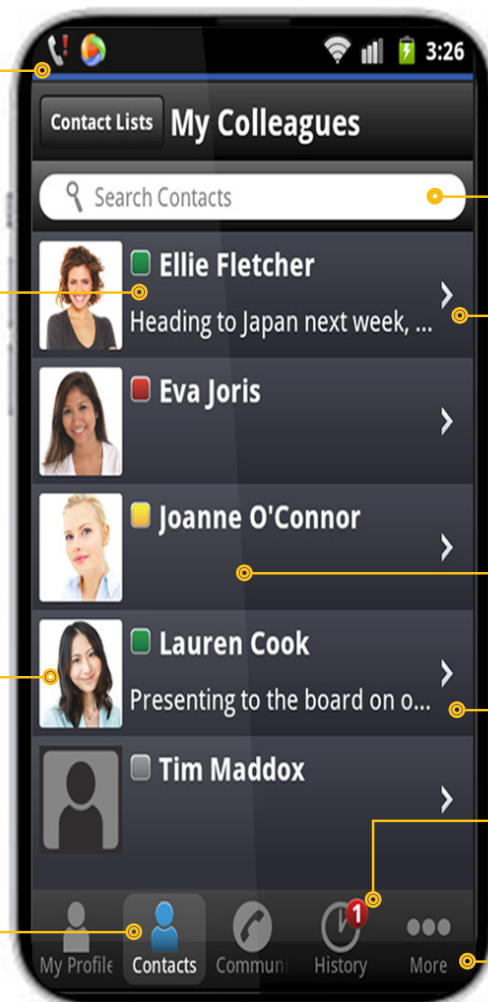 3:26
Contact Lists My Colleagues
Search Contacts
Ellie Fletcher
Heading to Japan next week, ...
Eva Joris
Joanne O'Connor
Lauren Cook
Presenting to the board on o...
Tim Maddox
1
My Profile Contacts Communi History More